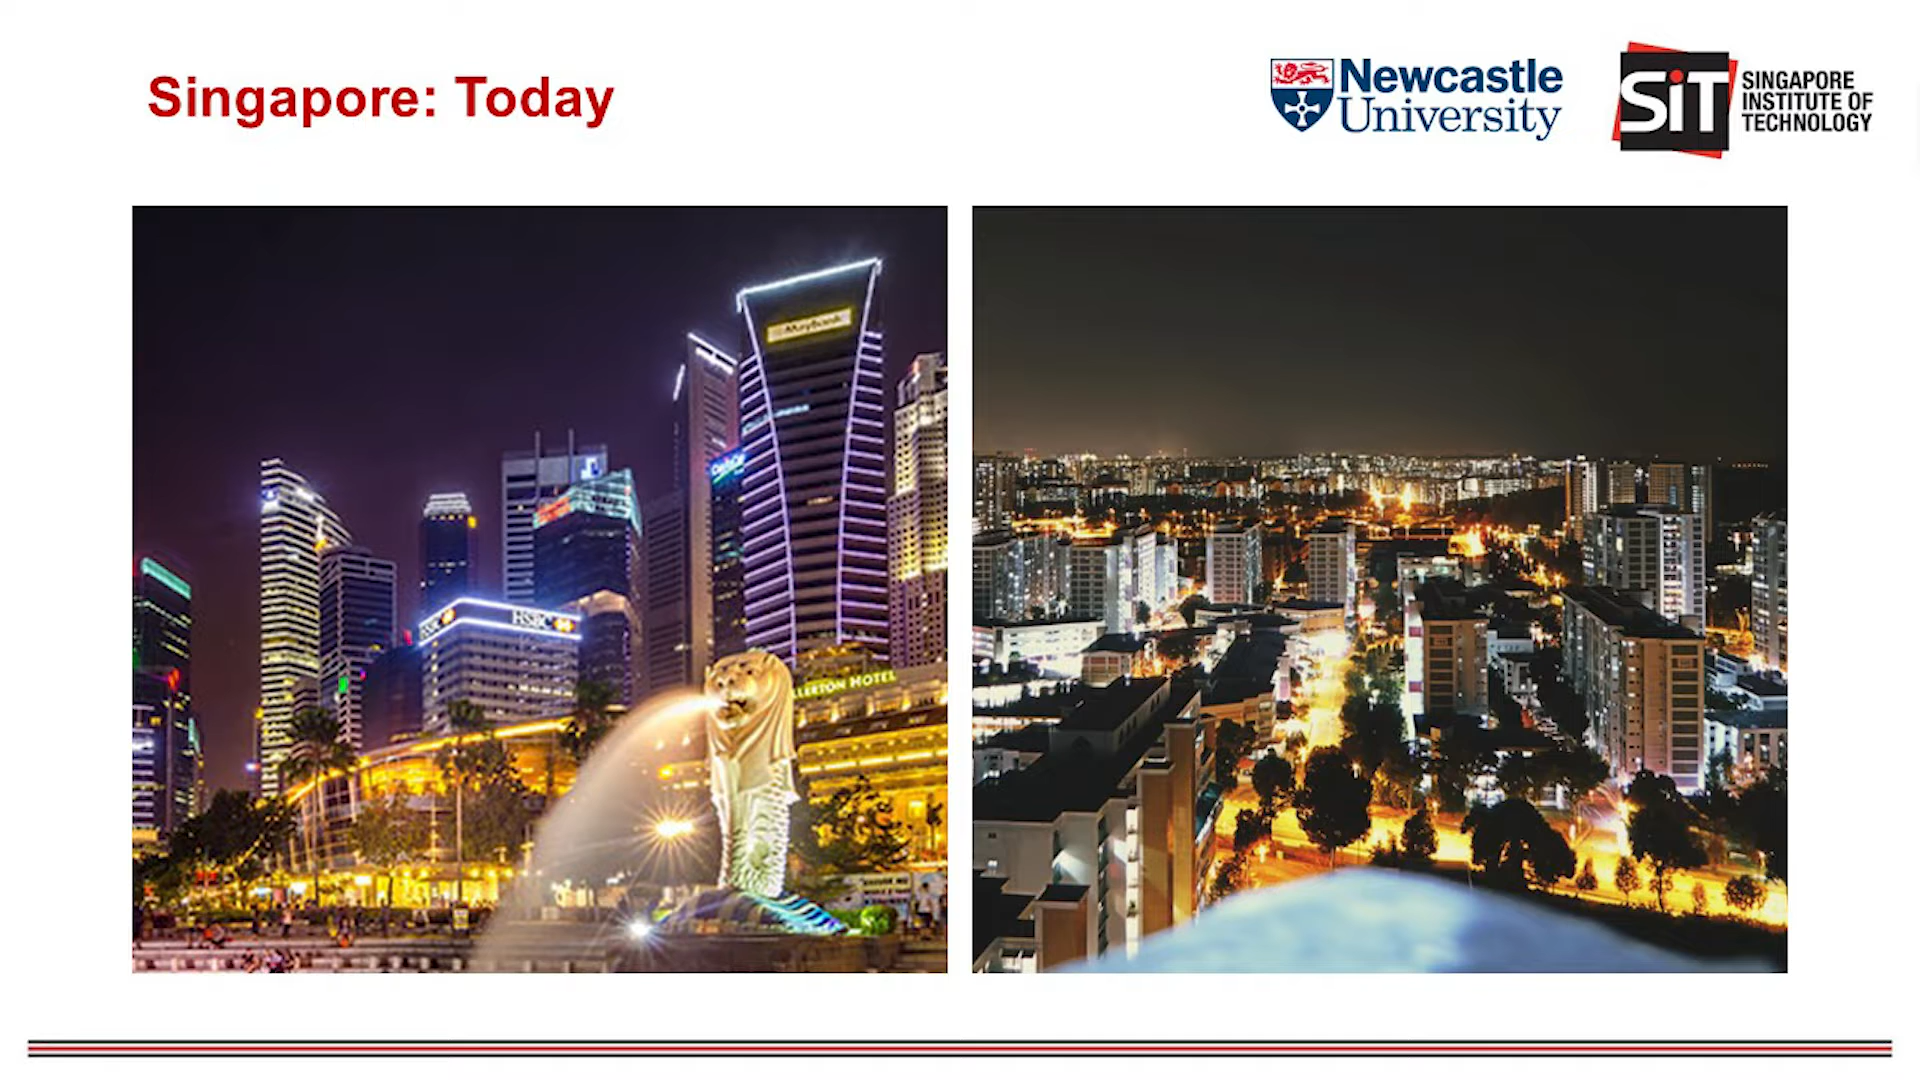 Singapore: Today
Newcastle
University
SiT
SINGAPORE
INSTITUTE OF
TECHNOLOGY
Maybank
HSBC
LLERTON HOTEL